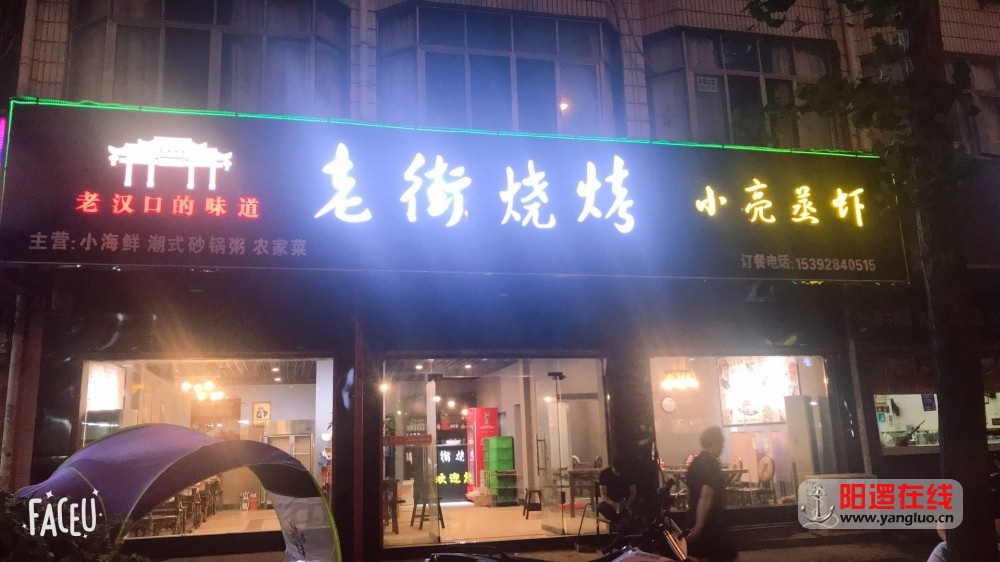 老街烧烤
小亮蒸虾
老汉口的味道
主营:小海鲜 潮式砂锅粥 农家菜
订餐电话:15392840515
街烧
欢迎
FACEU
阳逻在线
www.yangluo.cn